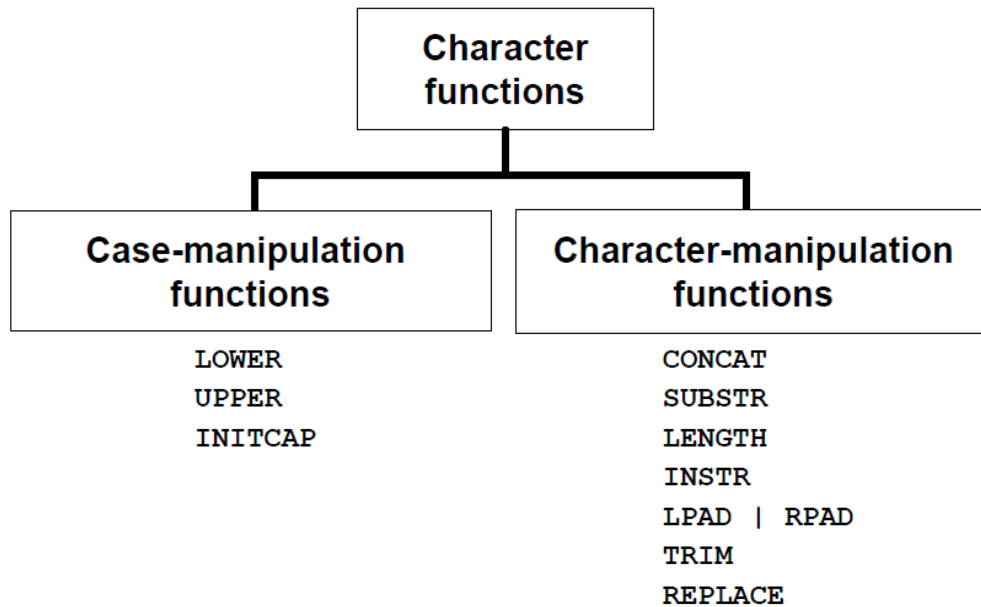 Character
functions
Case-manipulation
functions
LOWER
UPPER
INITCAP
Character-manipulation
functions
CONCAT
SUBSTR
LENGTH
INSTR
LPAD | RPAD
TRIM
REPLACE